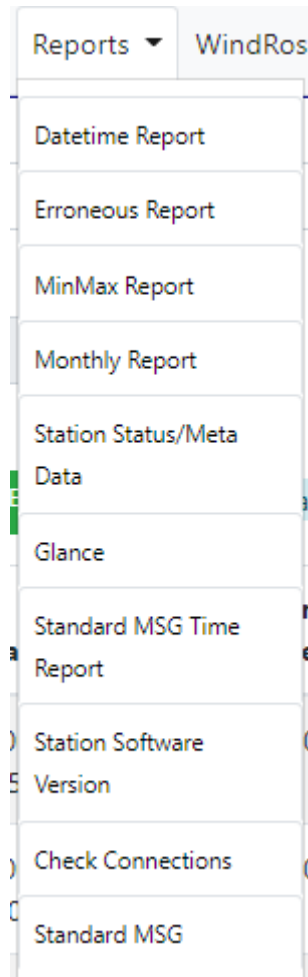 Reports WindRos
Datetime Report
Erroneous Report
MinMax Report
Monthly Report
Station Status/Meta
Data
Glance
Standard MSG Time
Report
Station Software
Version
Check Connections
Standard MSG